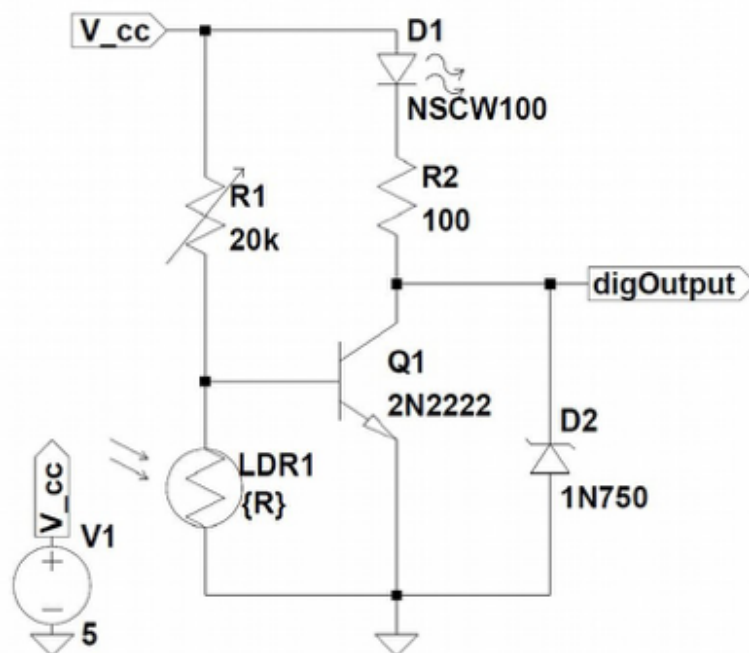 V_cc
D1
NSCW100
R1
20k
R2
100
digOutput
Q1
2N2222
D2
1N750
LDR1
{R}
V_cc
V1
+
−
5